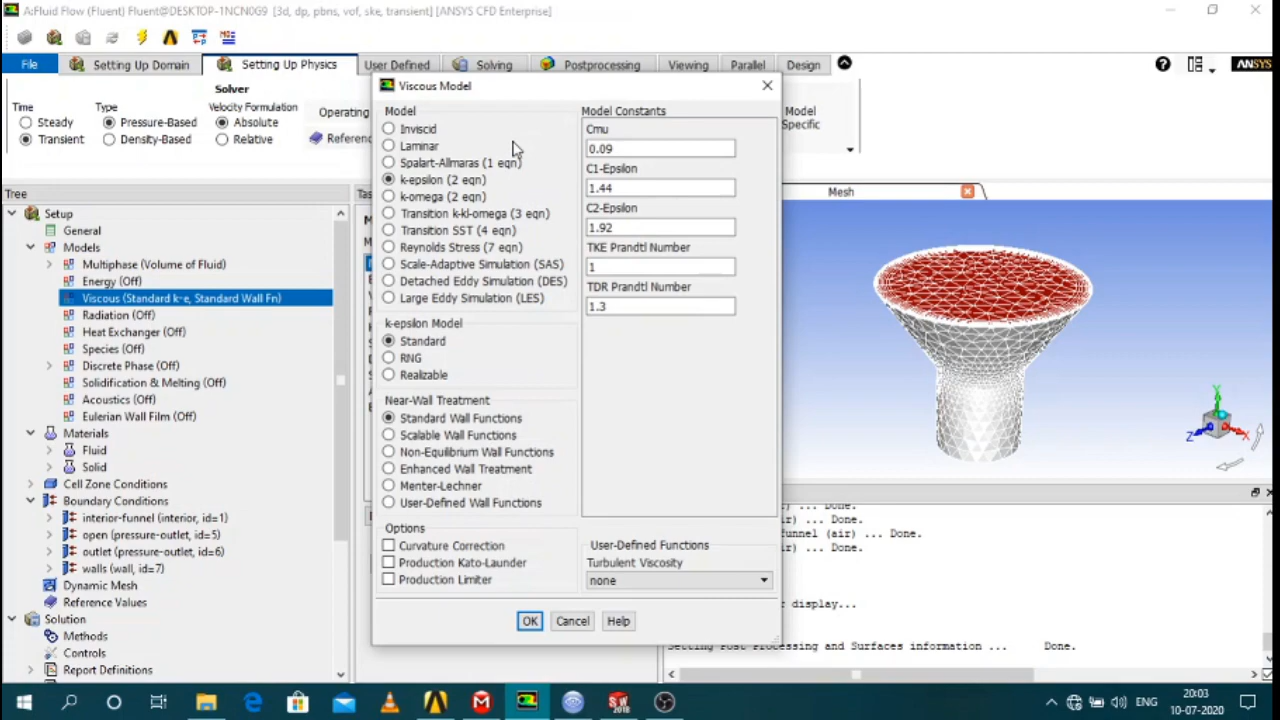 A:Fluid Flow (Fluent) Fluent@DESKTOP-1NCN0G9 [3d, dp, pbns, vof, ske, transient] [ANSYS CFD Enterprise]
File
Setting Up Domain
Setting Up Physics
User Defined
Solving
Postprocessing
Viewing
Parallel
Design
ANSYS
Solver
Time
Steady
Transient
Type
Pressure-Based
Density-Based
Velocity Formulation
Absolute
Relative
Operating
Referenc
Model
Specific
Tree
Tas
Mesh
Setup
General
Models
Multiphase (Volume of Fluid)
Energy (Off)
Viscous (Standard k-e, Standard Wall Fn)
Radiation (Off)
Heat Exchanger (Off)
Species (Off)
Discrete Phase (Off)
Solidification & Melting (Off)
Acoustics (Off)
Eulerian Wall Film (Off)
Materials
Fluid
Solid
Cell Zone Conditions
Boundary Conditions
interior-funnel (interior, id=1)
open (pressure-outlet, id=5)
outlet (pressure-outlet, id=6)
walls (wall, id=7)
Dynamic Mesh
Reference Values
Solution
Methods
Controls
Report Definitions
Viscous Model
Model
Inviscid
Laminar
Spalart-Allmaras (1 eqn)
k-epsilon (2 eqn)
k-omega (2 eqn)
Transition k-kl-omega (3 eqn)
Transition SST (4 eqn)
Reynolds Stress (7 eqn)
Scale-Adaptive Simulation (SAS)
Detached Eddy Simulation (DES)
Large Eddy Simulation (LES)
k-epsilon Model
Standard
RNG
Realizable
Near-Wall Treatment
Standard Wall Functions
Scalable Wall Functions
Non-Equilibrium Wall Functions
Enhanced Wall Treatment
Menter-Lechner
User-Defined Wall Functions
Options
Curvature Correction
Production Kato-Launder
Production Limiter
Model Constants
Cmu
0.09
C1-Epsilon
1.44
C2-Epsilon
1.92
TKE Prandtl Number
1
TDR Prandtl Number
1.3
User-Defined Functions
Turbulent Viscosity
none
OK
Cancel
Help
Y
Z
X
ir) ... Done.
unnel (air) ... Done.
ir) ... Done.
r display...
Setting Post Processing and Surfaces information ... Done.
ENG
20:03
10-07-2020